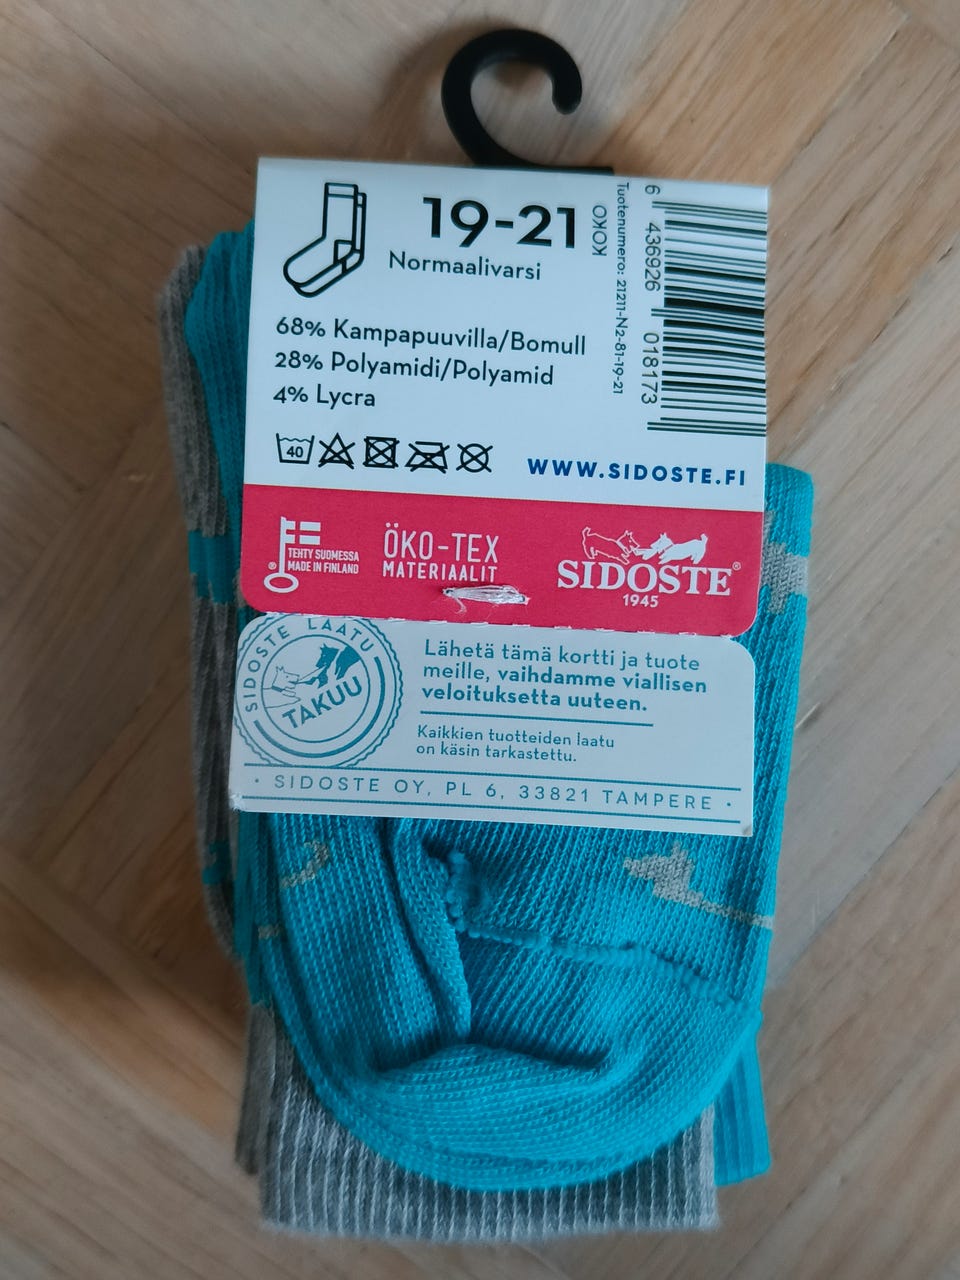 19-21
KOKO
Normaalivarsi
Tuotenumero: 21211-N2-81-19-21
6 436926 018173
68% Kampapuuvilla/Bomull
28% Polyamidi/Polyamid
4% Lycra
40
WWW.SIDOSTE.FI
TEHTY SUOMESSA
MADE IN FINLAND
®
ÖKO-TEX
MATERIAALIT
SIDOSTE®
1945
SIDOSTE LAATU
TAKUU
Lähetä tämä kortti ja tuote
meille, vaihdamme viallisen
veloituksetta uuteen.
Kaikkien tuotteiden laatu
on käsin tarkastettu.
· SIDOSTE OY, PL 6, 33821 TAMPERE ·